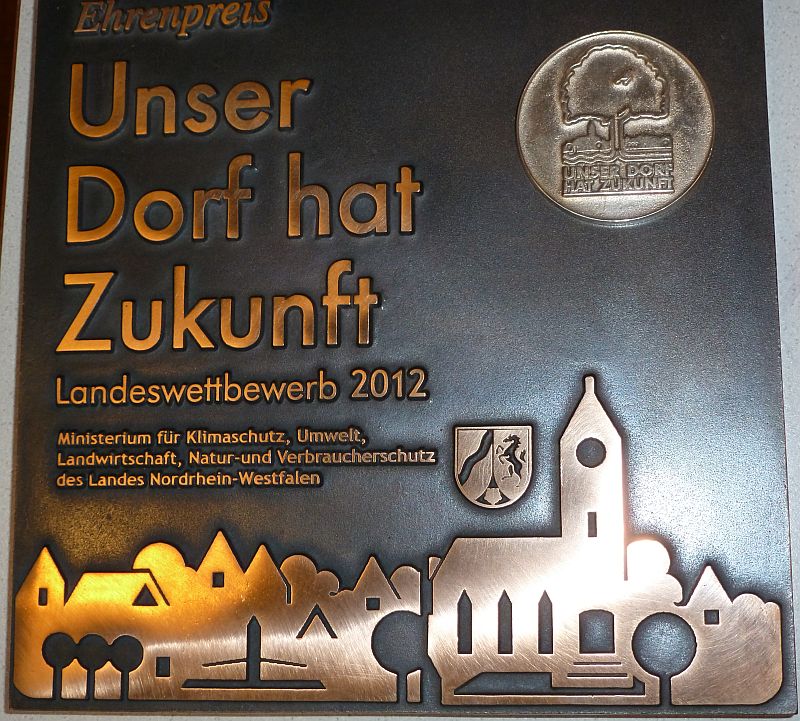 Ehrenpreis
Unser
Dorf hat
Zukunft
Landeswettbewerb 2012
Ministerium für Klimaschutz, Umwelt,
Landwirtschaft, Natur-und Verbraucherschutz
des Landes Nordrhein-Westfalen
UNSER DORF
HAT ZUKUNFT